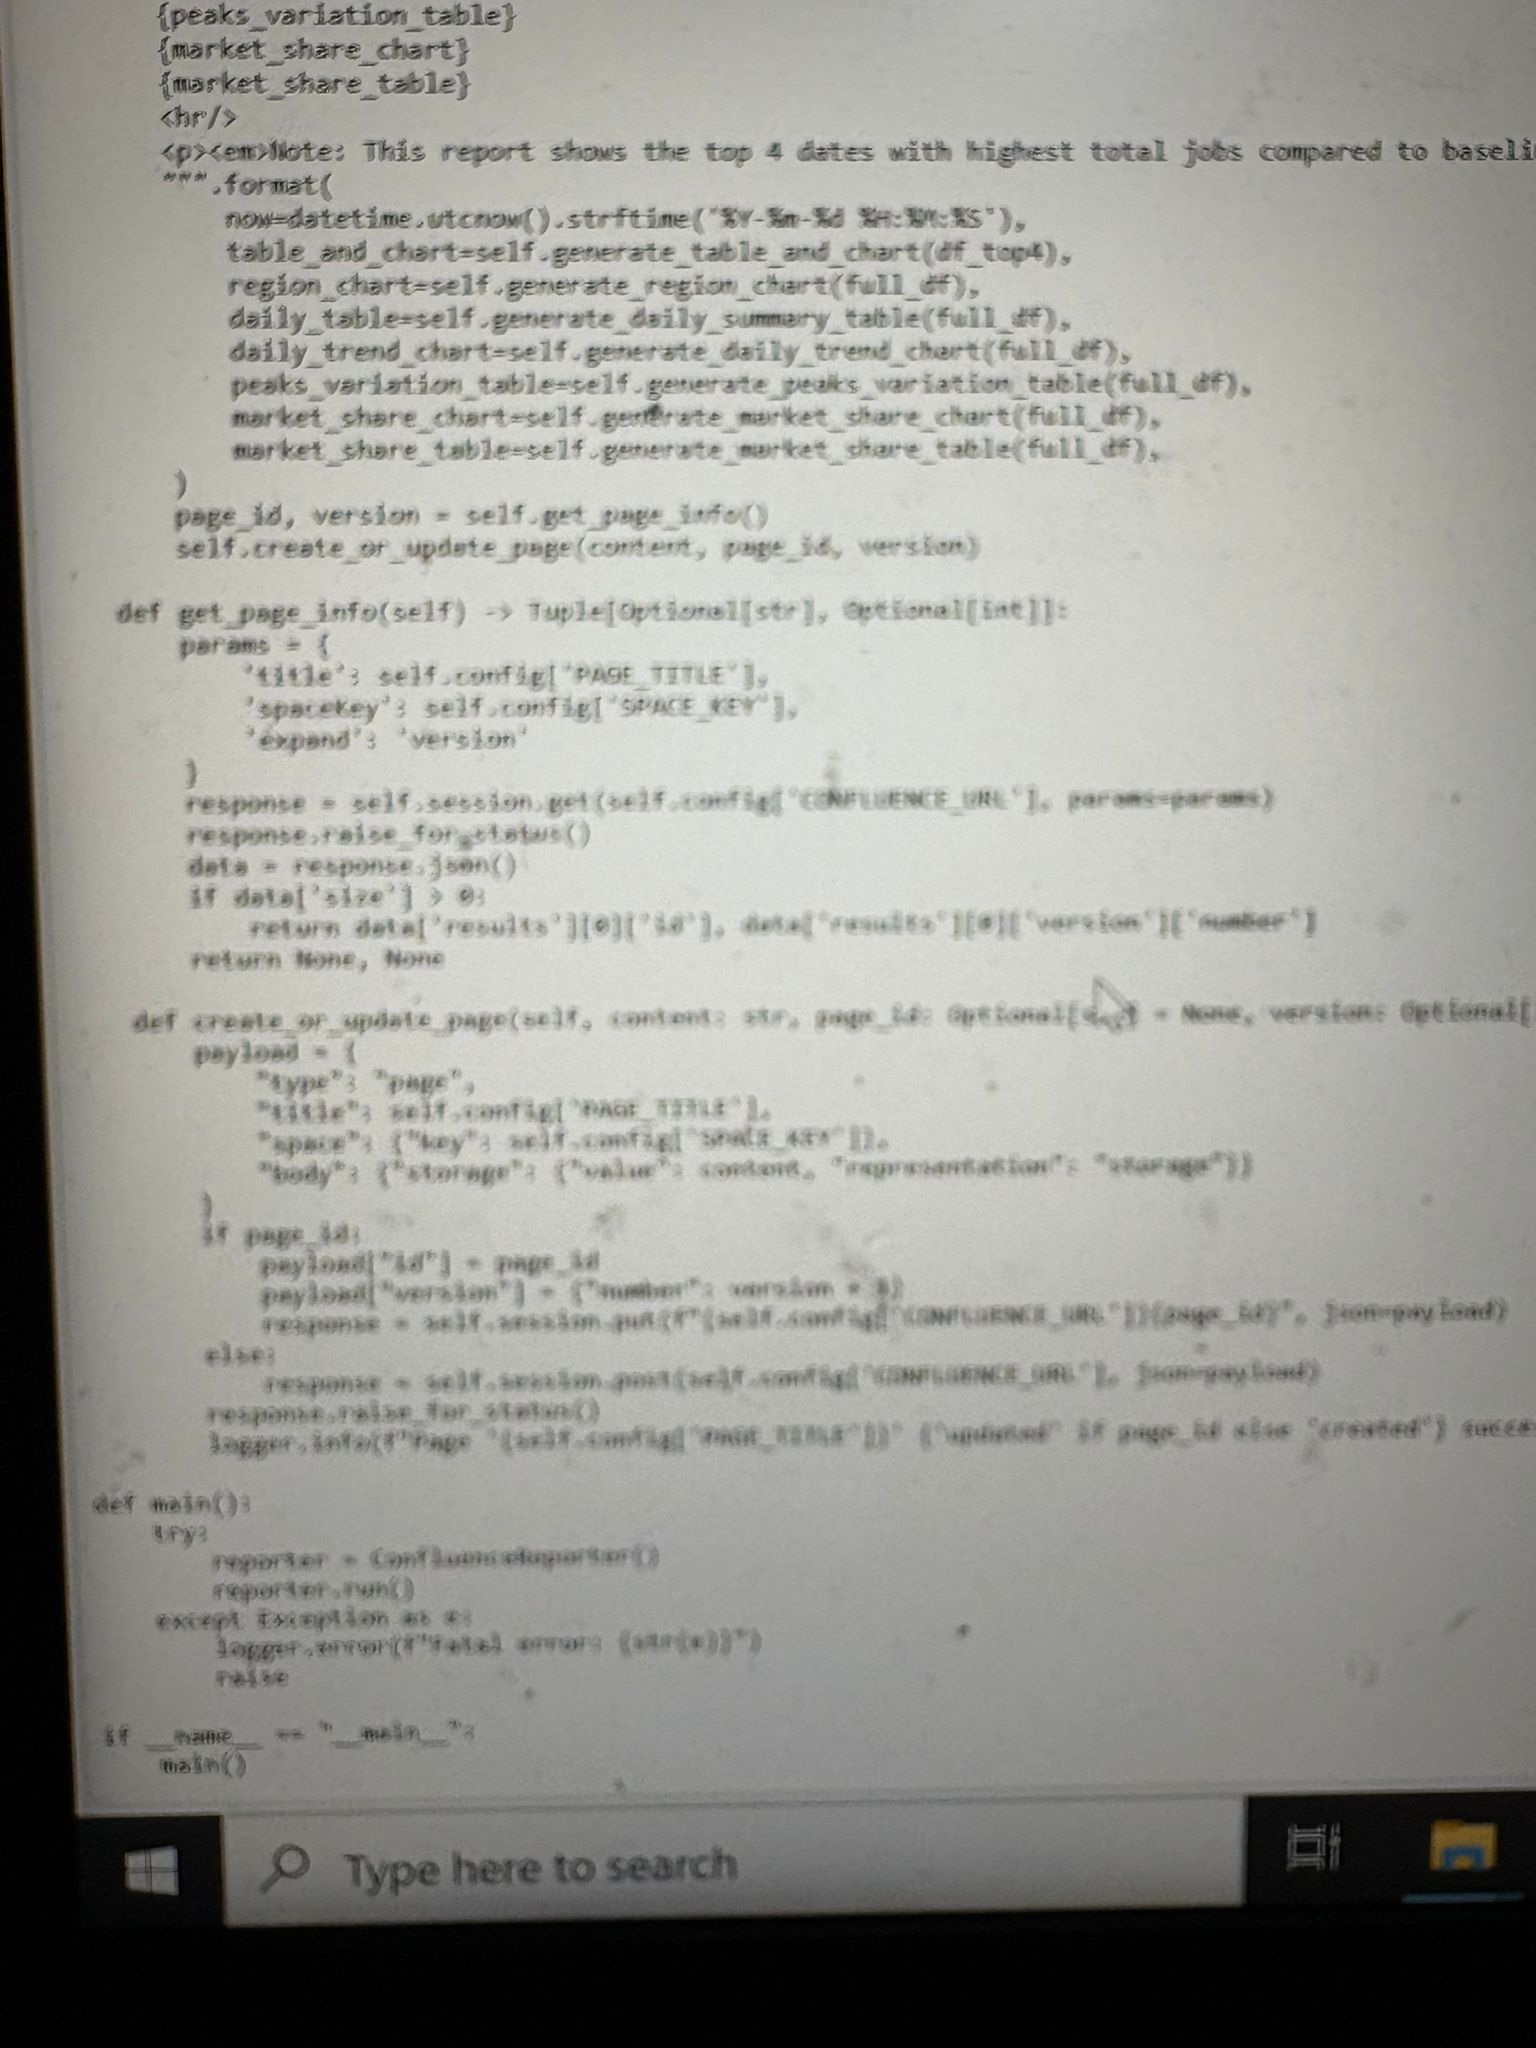 {peaks_variation_table}
{market_share_chart}
{market_share_table}
<hr/>
<p><em>Note: This report shows the top 4 dates with highest total jobs compared to baseli
""".format(
now=datetime.utcnow().strftime('%Y-%m-%d %H:%M:%S'),
table_and_chart=self.generate_table_and_chart(df_top4),
region_chart=self.generate_region_chart(full_df),
daily_table=self.generate_daily_summary_table(full_df),
daily_trend_chart=self.generate_daily_trend_chart(full_df),
peaks_variation_table=self.generate_peaks_variation_table(full_df),
market_share_chart=self.generate_market_share_chart(full_df),
market_share_table=self.generate_market_share_table(full_df),
)
page_id, version = self.get_page_info()
self.create_or_update_page(content, page_id, version)
def get_page_info(self) -> Tuple[Optional[str], Optional[int]]:
params = {
'title': self.config['PAGE_TITLE'],
'spaceKey': self.config['SPACE_KEY'],
'expand': 'version'
}
response = self.session.get(self.config['CONFLUENCE_URL'], params=params)
response.raise_for_status()
data = response.json()
if data['size'] > 0:
return data['results'][0]['id'], data['results'][0]['version']['number']
return None, None
def create_or_update_page(self, content: str, page_id: Optional[ ] = None, version: Optional[
payload = {
"type": "page",
"title": self.config['PAGE_TITLE'],
"space": {"key": self.config['SPACE_KEY']},
"body": {"storage": {"value": content, "representation": "storage"}}
}
if page_id:
payload["id"] = page_id
payload["version"] = {"number": version + 1}
response = self.session.put(f"{self.config['CONFLUENCE_URL']}{page_id}", json=payload)
else:
response = self.session.post(self.config['CONFLUENCE_URL'], json=payload)
response.raise_for_status()
logger.info(f"Page '{self.config['PAGE_TITLE']}' {'updated' if page_id else 'created'} succe
def main():
try:
reporter = ConfluenceReporter()
reporter.run()
except Exception as e:
logger.error(f"Fatal error: {str(e)}")
raise
if __name__ == "__main__":
main()
Type here to search